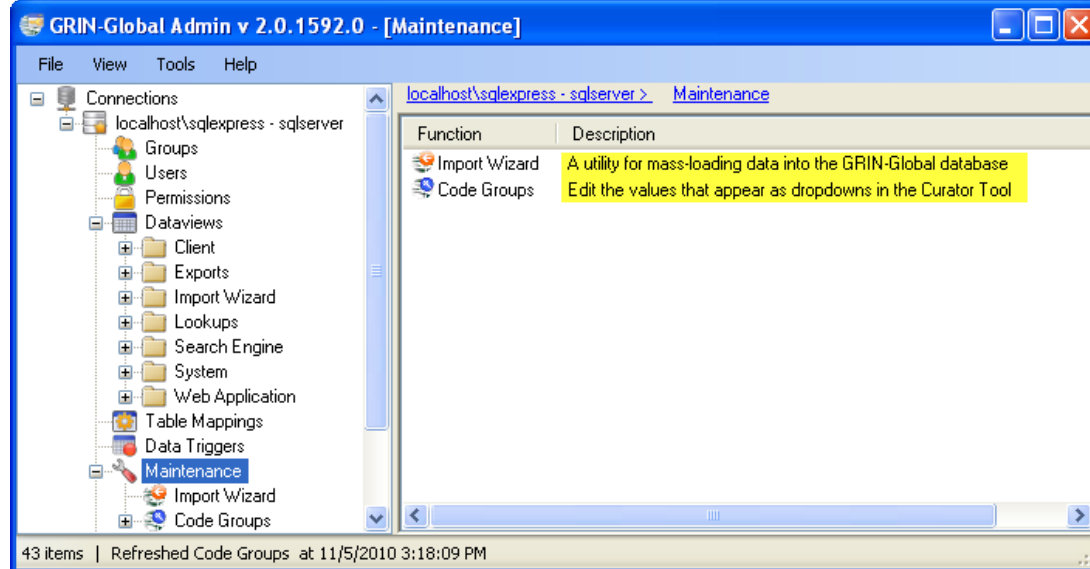 GRIN-Global Admin v 2.0.1592.0 - [Maintenance]
File View Tools Help
Connections
localhost\sqlexpress - sqlserver
Groups
Users
Permissions
Dataviews
Client
Exports
Import Wizard
Lookups
Search Engine
System
Web Application
Table Mappings
Data Triggers
Maintenance
Import Wizard
Code Groups
localhost\sqlexpress - sqlserver > Maintenance
Function Description
Import Wizard A utility for mass-loading data into the GRIN-Global database
Code Groups Edit the values that appear as dropdowns in the Curator Tool
43 items | Refreshed Code Groups at 11/5/2010 3:18:09 PM